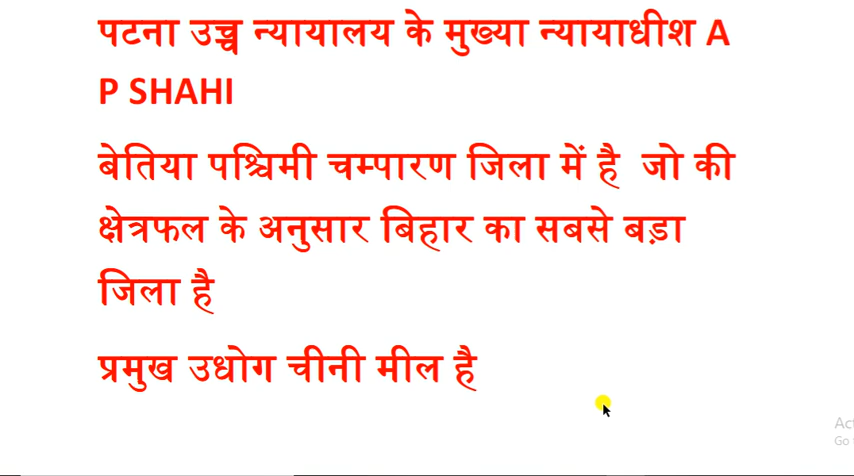 पटना उच्च न्यायालय के मुख्या न्यायाधीश A
P SHAHI
बेतिया पश्चिमी चम्पारण जिला में है जो की
क्षेत्रफल के अनुसार बिहार का सबसे बड़ा
जिला है
प्रमुख उधोग चीनी मील है